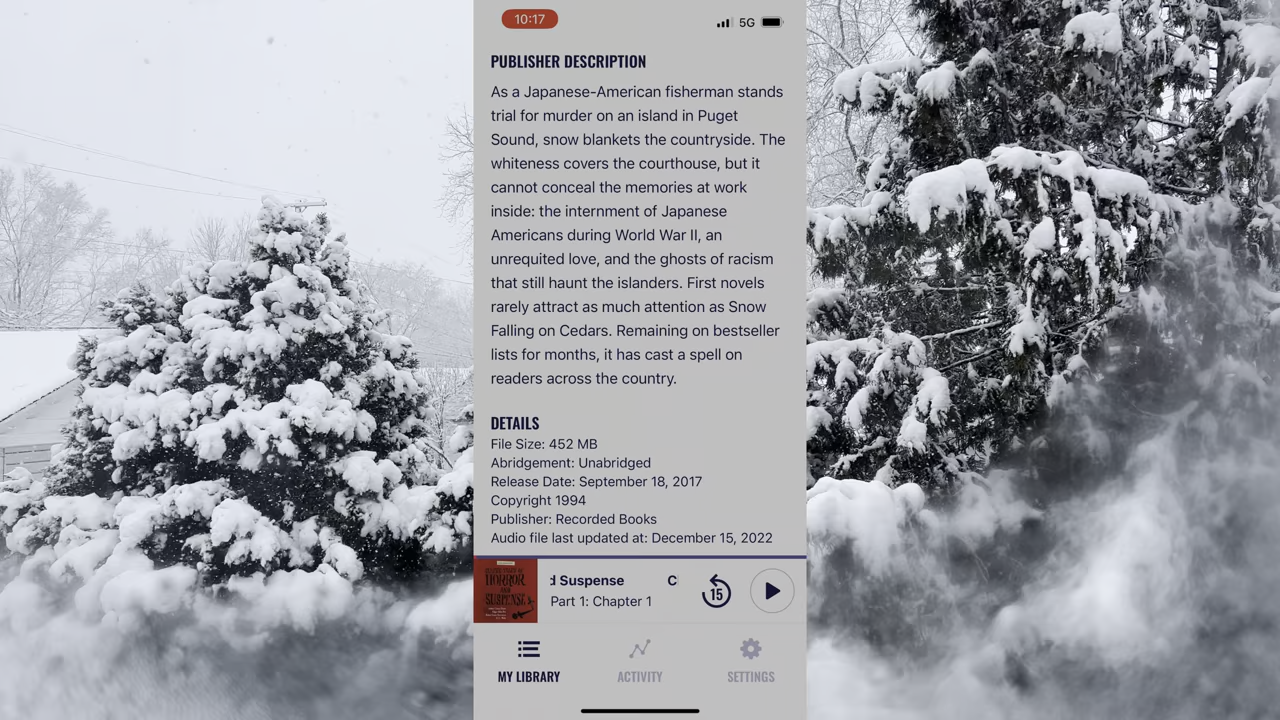 10:17
5G
PUBLISHER DESCRIPTION
As a Japanese-American fisherman stands
trial for murder on an island in Puget
Sound, snow blankets the countryside. The
whiteness covers the courthouse, but it
cannot conceal the memories at work
inside: the internment of Japanese
Americans during World War II, an
unrequited love, and the ghosts of racism
that still haunt the islanders. First novels
rarely attract as much attention as Snow
Falling on Cedars. Remaining on bestseller
lists for months, it has cast a spell on
readers across the country.
DETAILS
File Size: 452 MB
Abridgement: Unabridged
Release Date: September 18, 2017
Copyright 1994
Publisher: Recorded Books
Audio file last updated at: December 15, 2022
HORROR
AND
SUSPENSE
d Suspense C
Part 1: Chapter 1
15
MY LIBRARY
ACTIVITY
SETTINGS